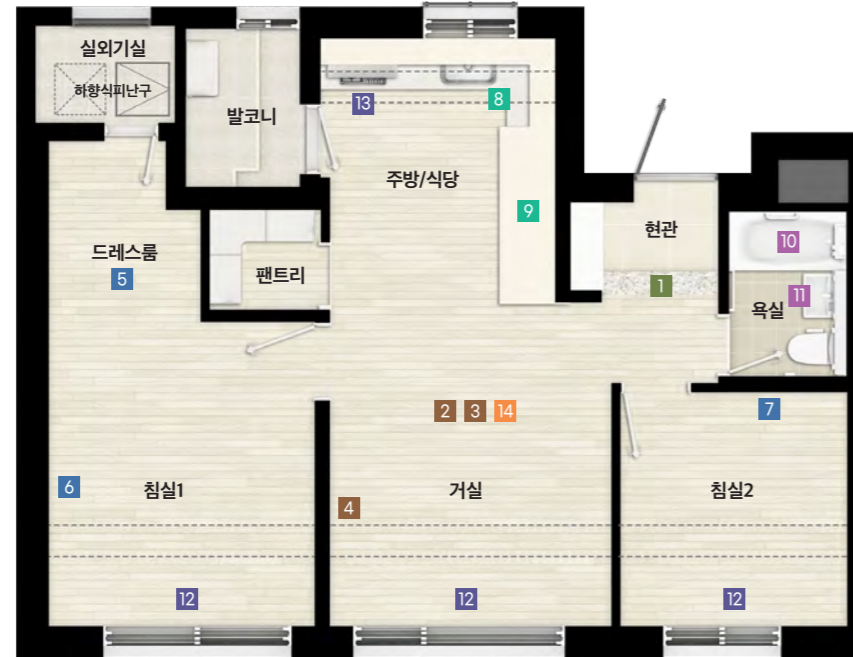 실외기실
하향식피난구
발코니
13
8
주방/식당
9
현관
10
드레스룸
5
팬트리
1
11
욕실
2 3 14
7
6
침실1
거실
침실2
4
12
12
12